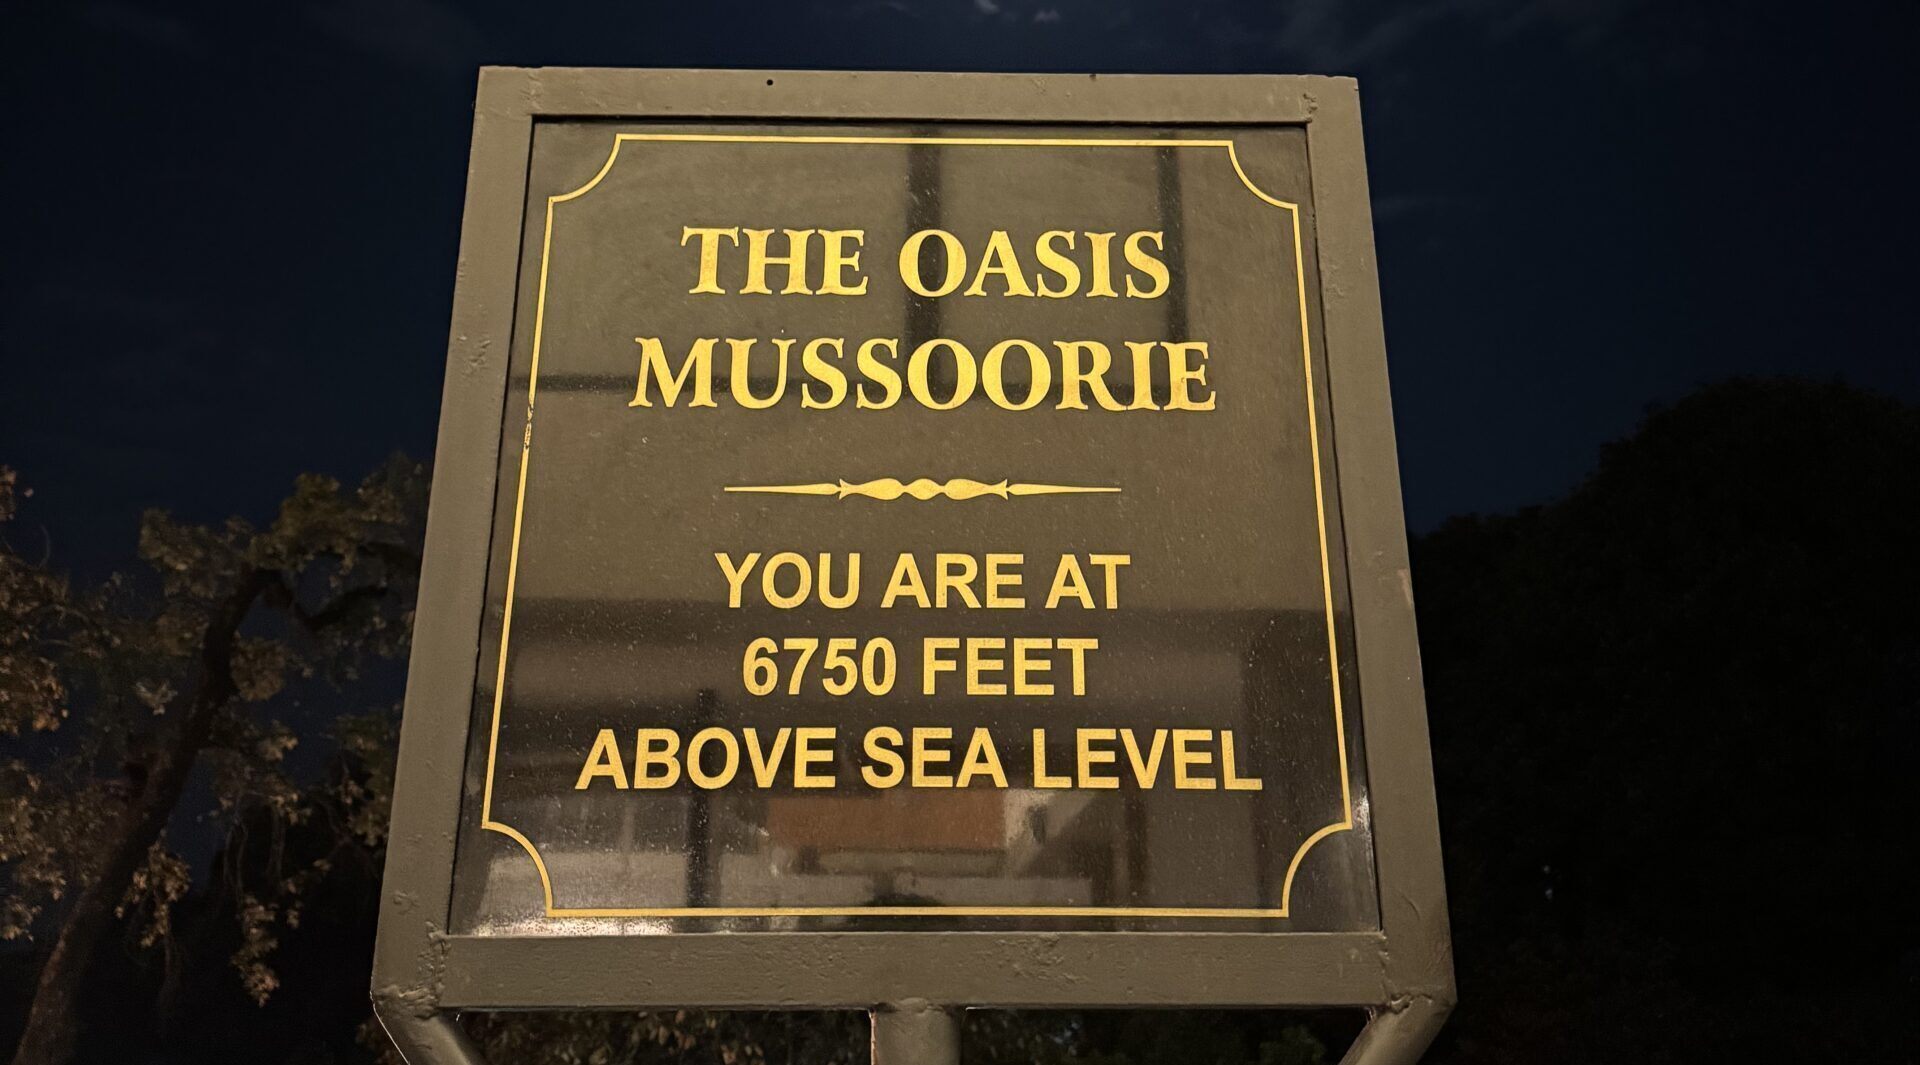 THE OASIS
MUSSOORIE
YOU ARE AT
6750 FEET
ABOVE SEA LEVEL